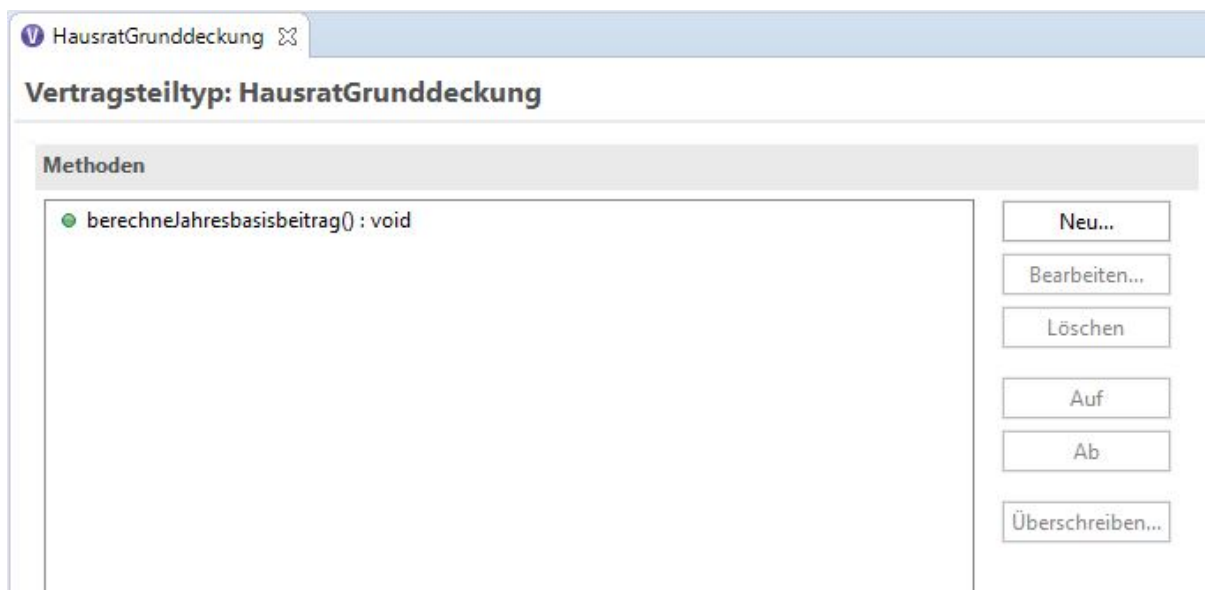 HausratGrunddeckung
Vertragsteiltyp: HausratGrunddeckung
Methoden
berechneJahresbasisbeitrag() : void
Neu...
Bearbeiten...
Löschen
Auf
Ab
Überschreiben...